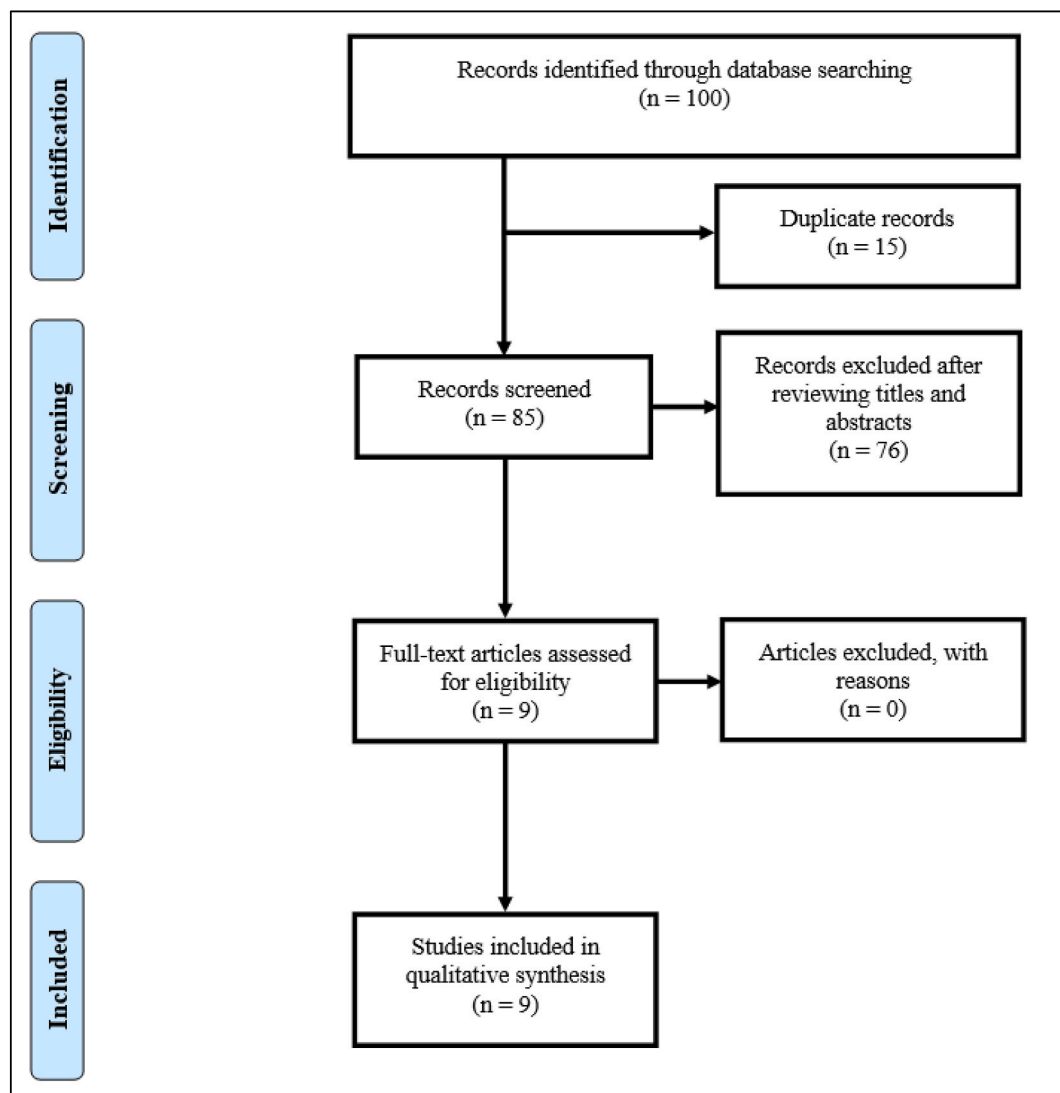 Identification
Records identified through database searching
(n = 100)
Duplicate records
(n = 15)
Screening
Records screened
(n = 85)
Records excluded after
reviewing titles and
abstracts
(n = 76)
Eligibility
Full-text articles assessed
for eligibility
(n = 9)
Articles excluded, with
reasons
(n = 0)
Included
Studies included in
qualitative synthesis
(n = 9)